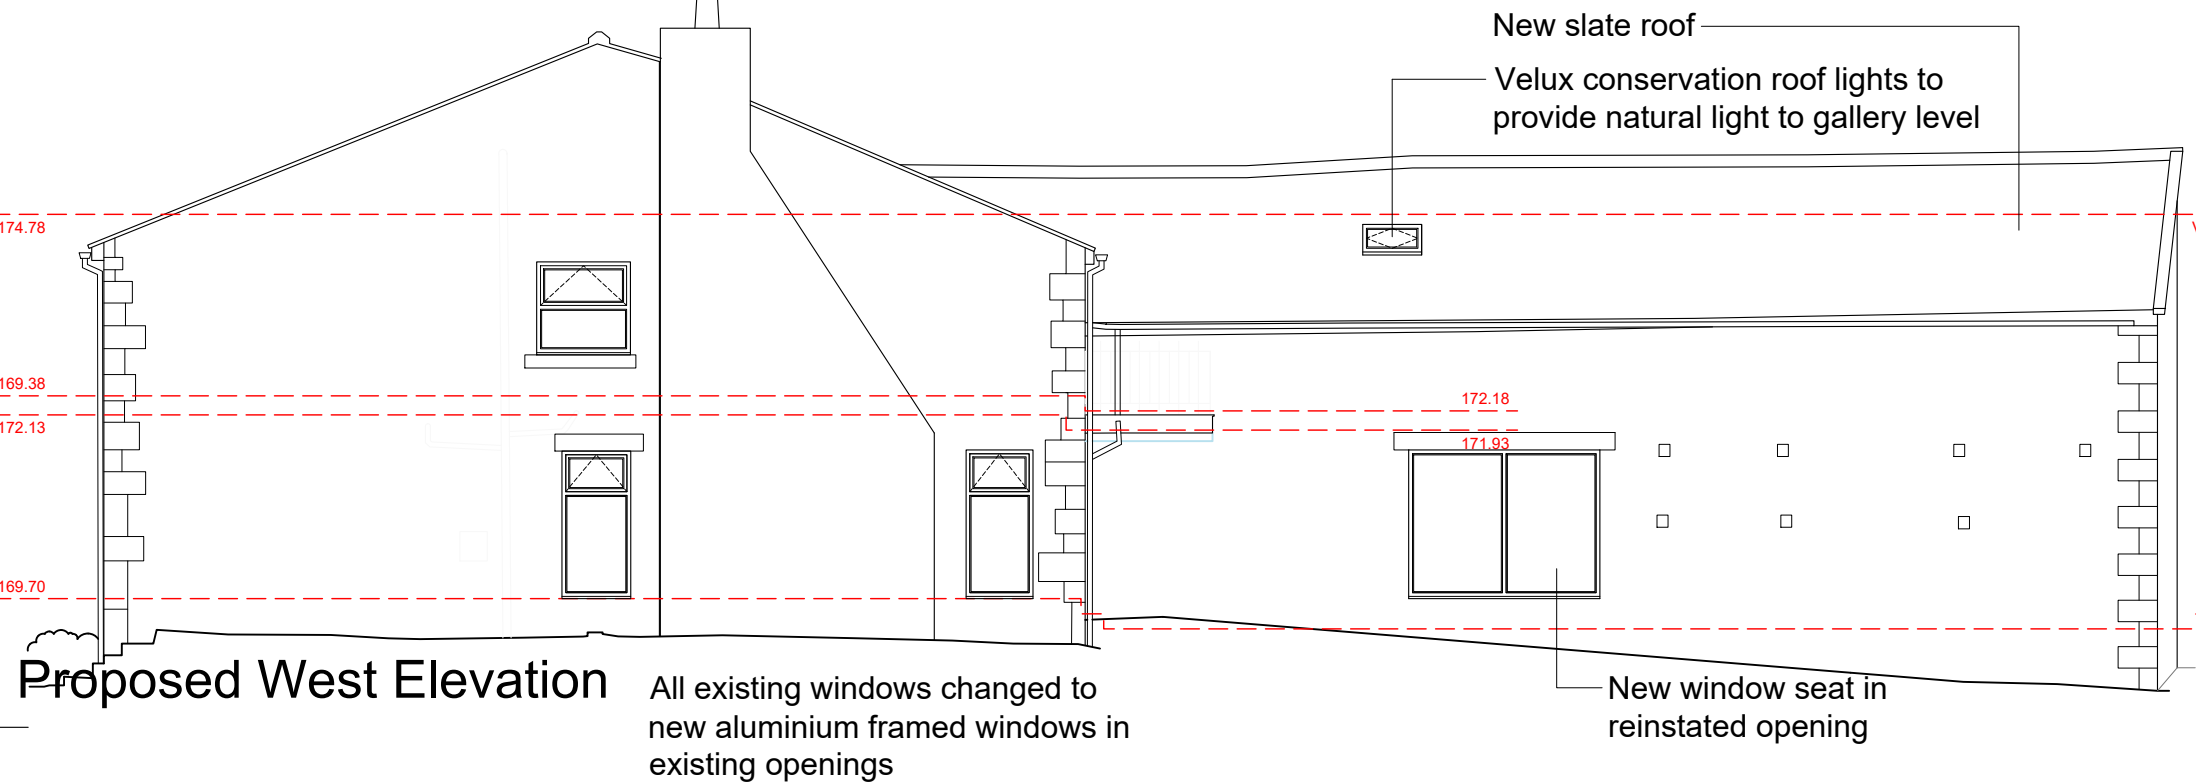 New slate roof
Velux conservation roof lights to
provide natural light to gallery level
174.78
169.38
172.13
172.18
171.93
169.70
Proposed West Elevation
All existing windows changed to
new aluminium framed windows in
existing openings
New window seat in
reinstated opening